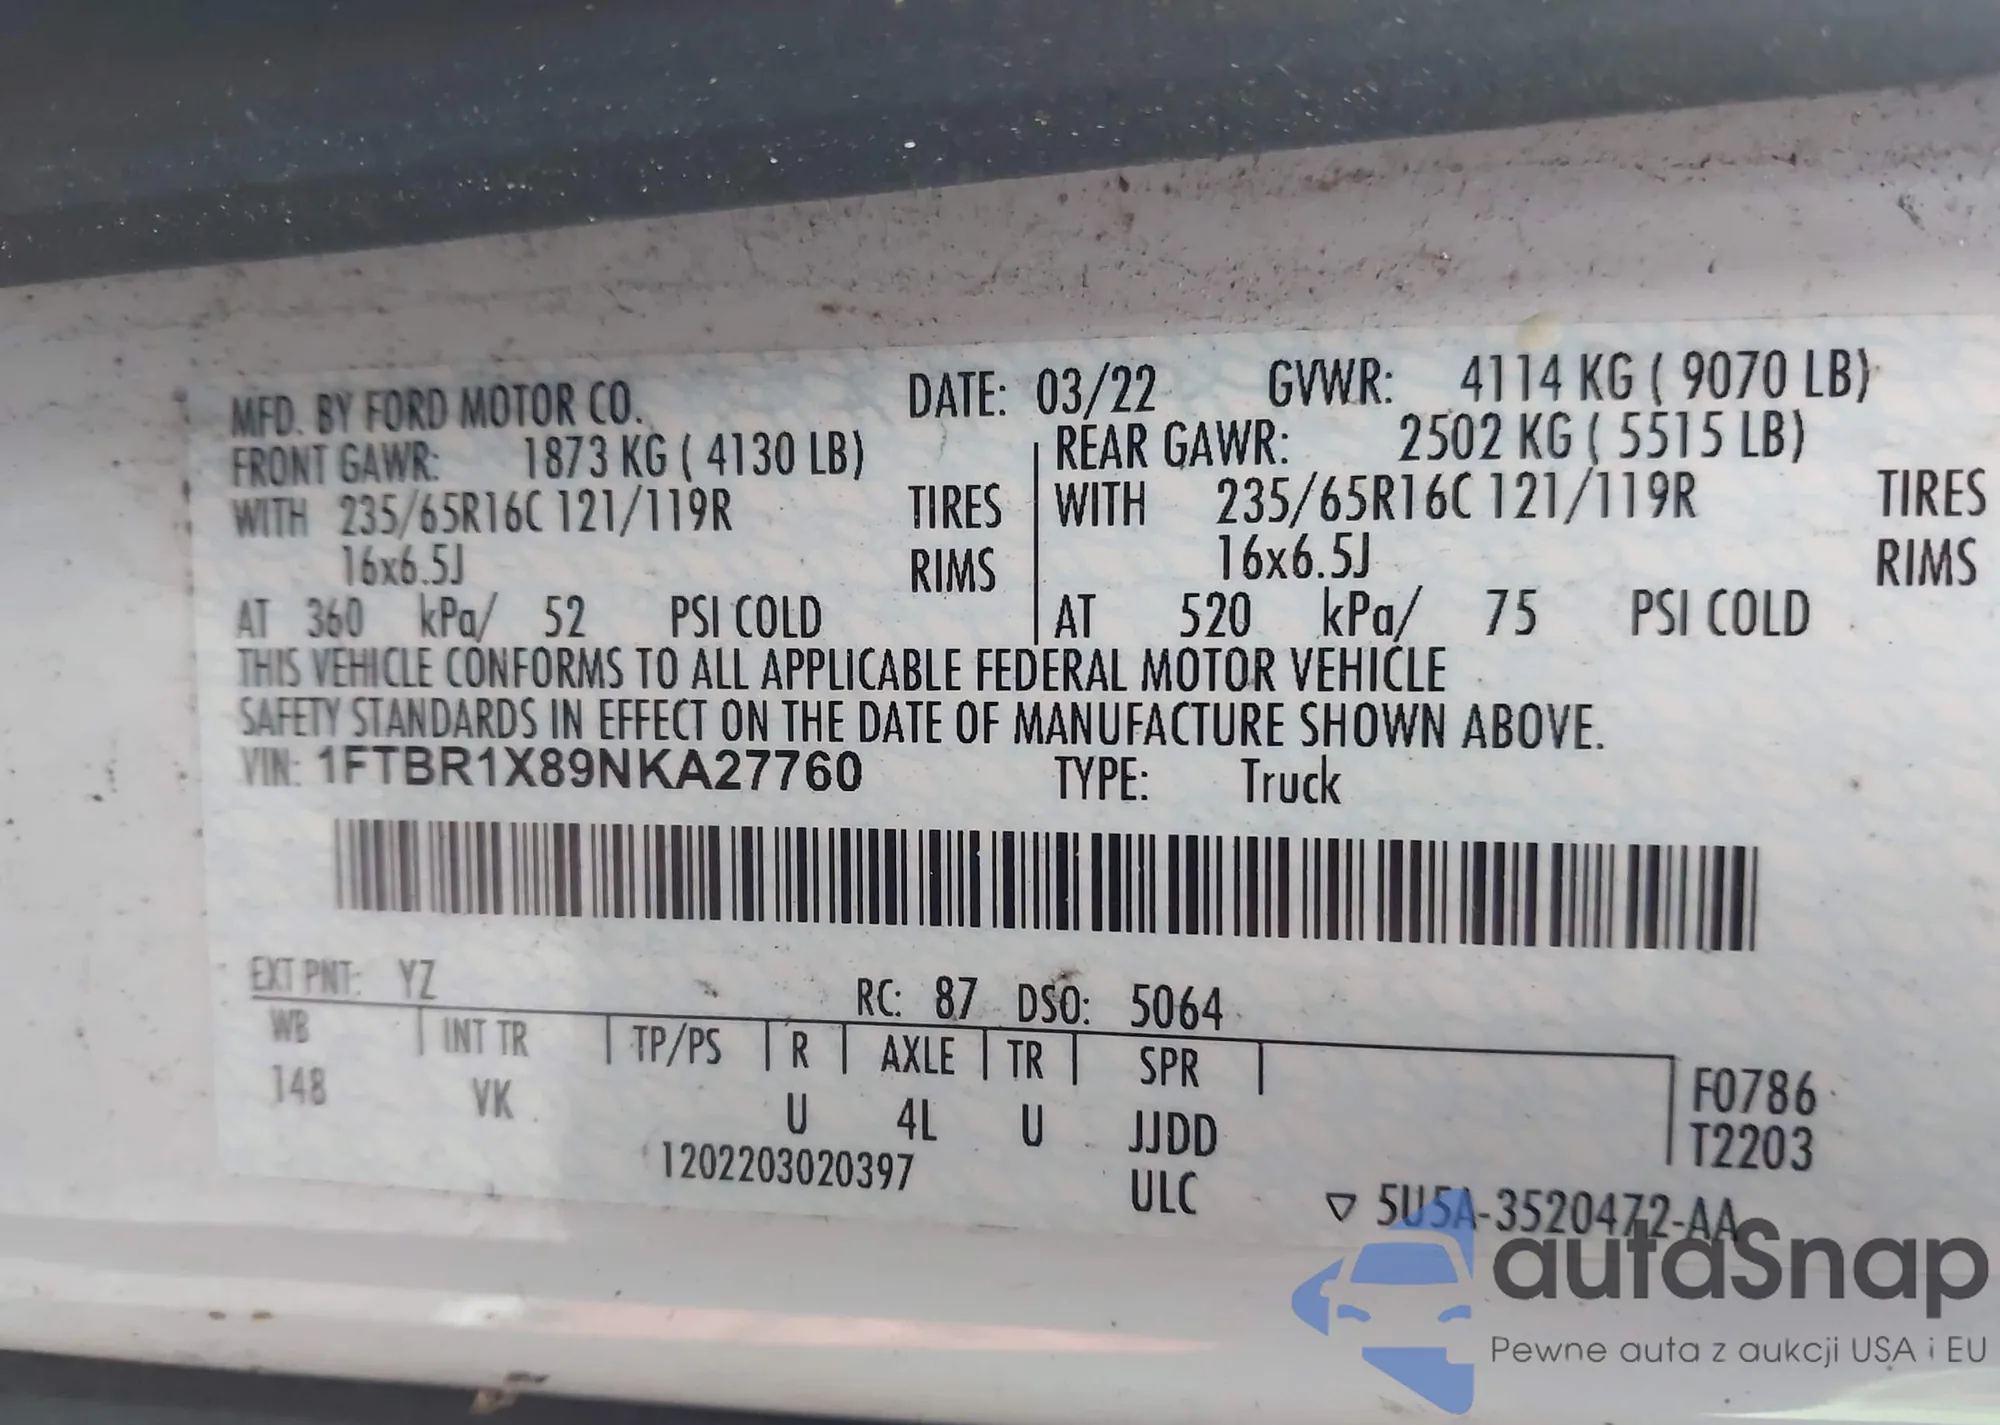 MFD. BY FORD MOTOR CO. DATE: 03/22 GVWR: 4114 KG ( 9070 LB)
FRONT GAWR: 1873 KG ( 4130 LB) REAR GAWR: 2502 KG ( 5515 LB)
WITH 235/65R16C 121/119R TIRES WITH 235/65R16C 121/119R TIRES
16x6.5J RIMS 16x6.5J RIMS
AT 360 kPa/ 52 PSI COLD AT 520 kPa/ 75 PSI COLD
THIS VEHICLE CONFORMS TO ALL APPLICABLE FEDERAL MOTOR VEHICLE
SAFETY STANDARDS IN EFFECT ON THE DATE OF MANUFACTURE SHOWN ABOVE.
VIN: 1FTBR1X89NKA27760 TYPE: Truck
EXT PNT: YZ RC: 87 DSO: 5064
WB INT TR TP/PS R AXLE TR SPR F0786
148 VK U 4L U JJDD T2203
1202203020397 ULC 5U5A-3520472-AA
autaSnap
Pewne auta z aukcji USA i EU